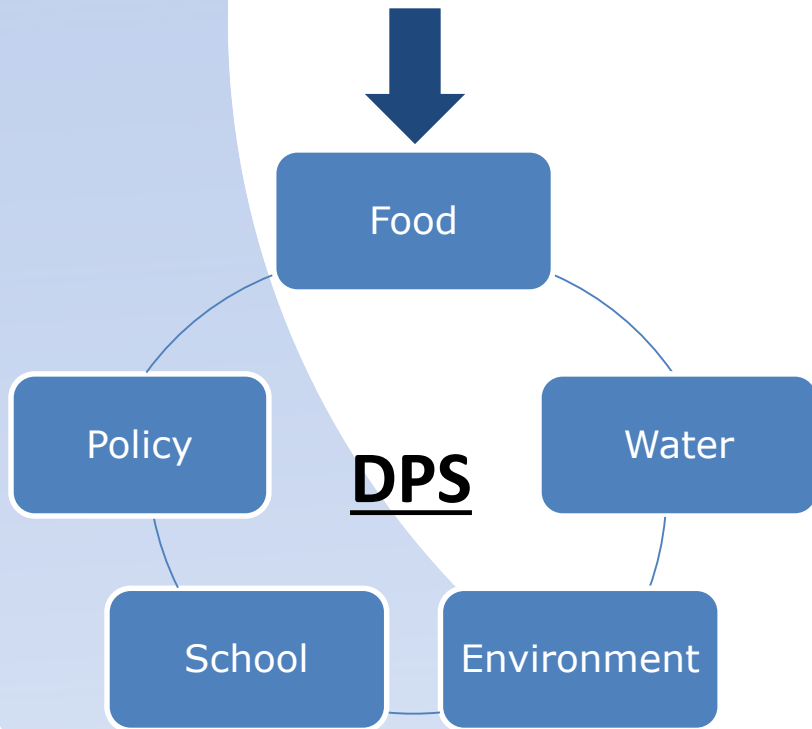 Food
Policy
Water
DPS
School
Environment